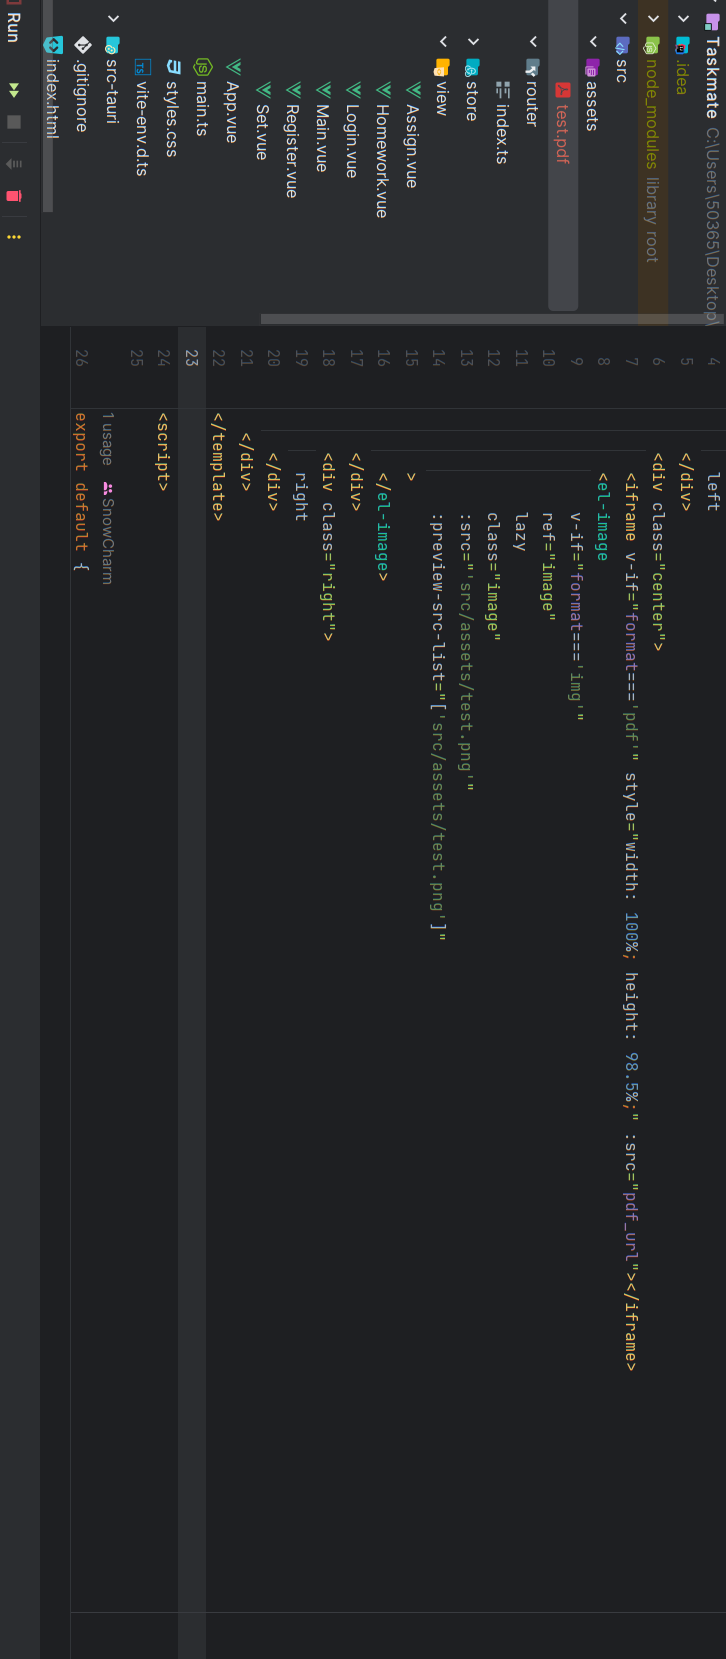 Taskmate C:\Users\50365\Desktop\
.idea
node_modules library root
src
assets
test.pdf
router
index.ts
store
view
Assign.vue
Homework.vue
Login.vue
Main.vue
Register.vue
Set.vue
App.vue
main.ts
styles.css
vite-env.d.ts
src-tauri
.gitignore
index.html
Run
4 left
5 </div>
6 <div class="center">
7 <iframe v-if="format==='pdf'" style="width: 100%; height: 98.5%;" :src="pdf_url"></iframe>
8 <el-image
9 v-if="format==='img'"
10 ref="image"
11 lazy
12 class="image"
13 :src="'src/assets/test.png'"
14 :preview-src-list="['src/assets/test.png']"
15 >
16 </el-image>
17 </div>
18 <div class="right">
19 right
20 </div>
21 </div>
22 </template>
23
24 <script>
25
1 usage SnowCharm
26 export default {